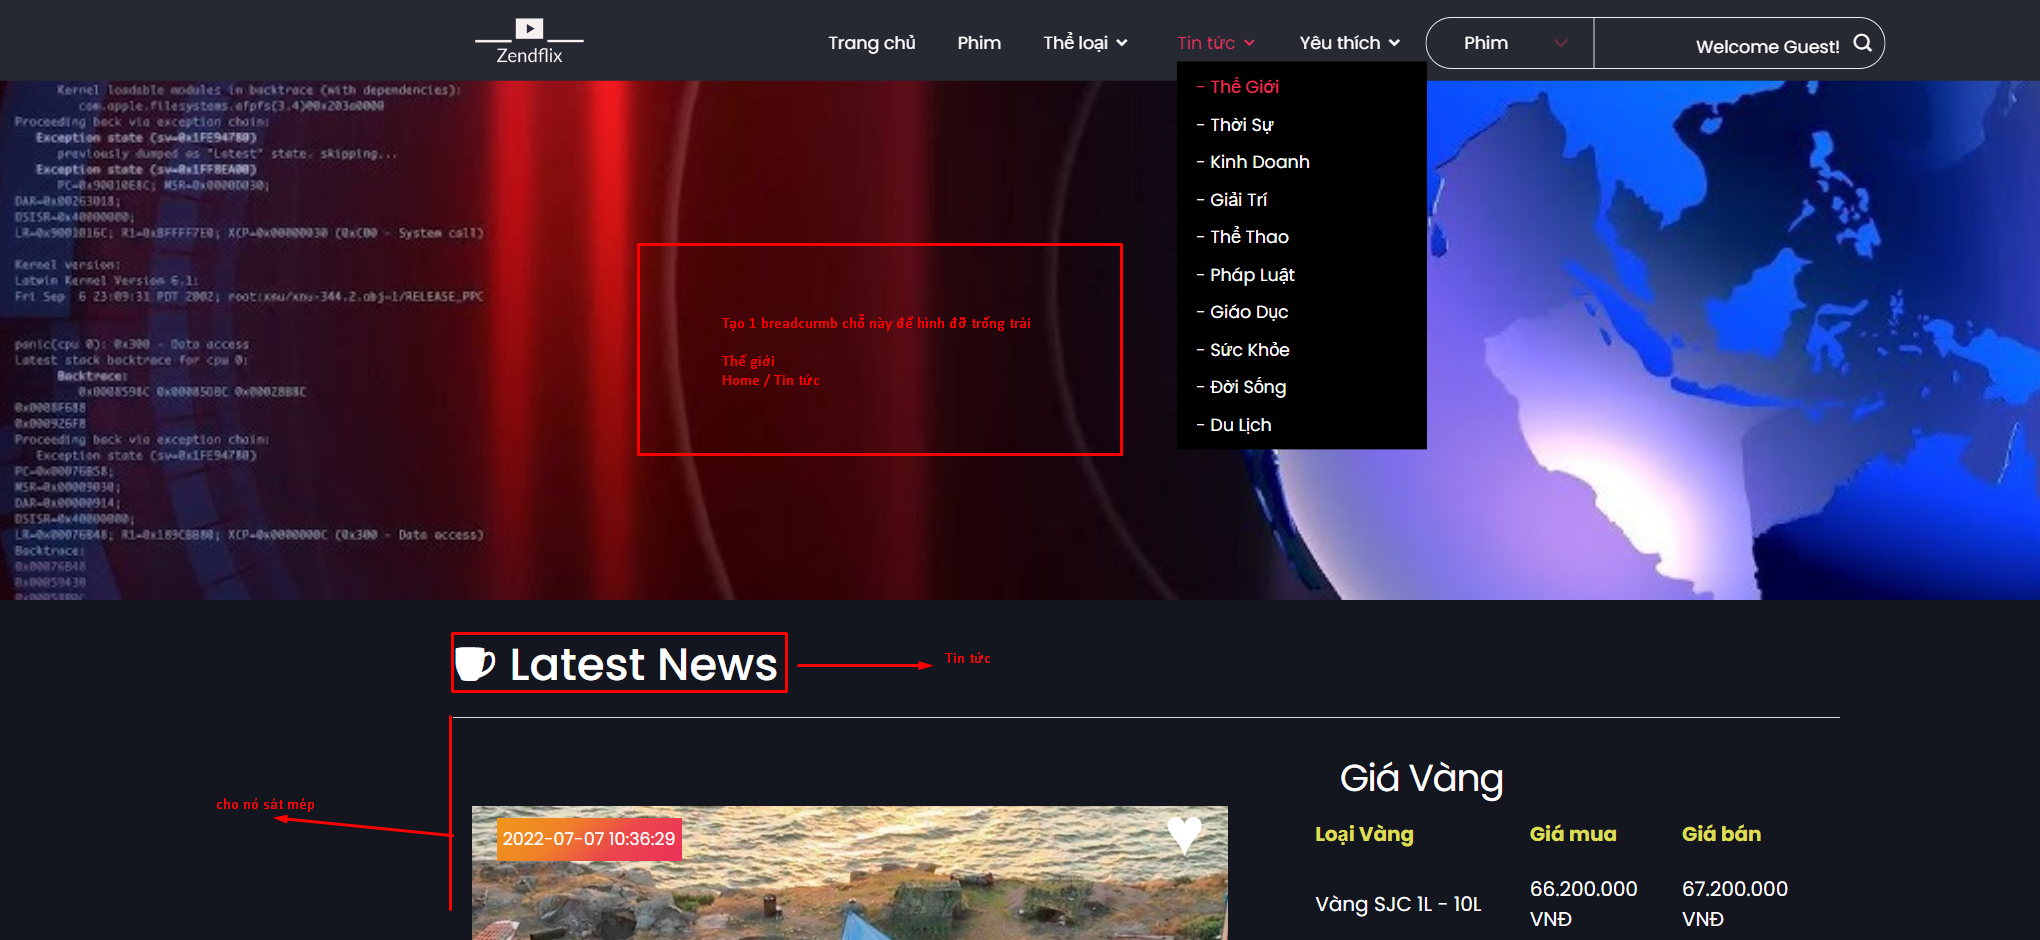 Zendflix
Trang chủ
Phim
Thể loại
Tin tức
Yêu thích
Phim
Welcome Guest!
- Thế Giới
- Thời Sự
- Kinh Doanh
- Giải Trí
- Thể Thao
- Pháp Luật
- Giáo Dục
- Sức Khỏe
- Đời Sống
- Du Lịch
Kernel loadable modules in backtrace (with dependencies):
com.apple.filesystems.afpfs(3.4)@0x203a0000
Proceeding back via exception chain:
Exception state (sv=0x1FE94780)
previously dumped as "Latest" state. skipping...
Exception state (sv=0x1FF8EA00)
PC=0x90010E8C; MSR=0x0000D030;
DAR=0x00263018;
DSISR=0x40000000;
LR=0x9001016C; R1=0xBFFFF7E0; XCP=0x00000030 (0xC00 - System call)
Kernel version:
Latwin Kernel Version 6.1:
Fri Sep 6 23:09:31 PDT 2002; root:xnu/xnu-344.2.obj~1/RELEASE_PPC
panic(cpu 0): 0x300 - Data access
Latest stack backtrace for cpu 0:
Backtrace:
0x0008598C 0x000850BC 0x00028B8C
0x0008F688
0x000926F8
Proceeding back via exception chain:
Exception state (sv=0x1FE94780)
PC=0x00076B58;
MSR=0x00009030;
DAR=0x00000914;
DSISR=0x40000000;
LR=0x00076B48; R1=0x189CBB80; XCP=0x0000000C (0x300 - Data access)
Backtrace:
0x00076B48
0x00059430
Tạo 1 breadcurmb chỗ này để hình đỡ trống trải
Thế giới
Home / Tin tức
Latest News
Tin tức
cho nó sát mép
2022-07-07 10:36:29
Giá Vàng
Loại Vàng Giá mua Giá bán
Vàng SJC 1L - 10L 66.200.000 VNĐ 67.200.000 VNĐ